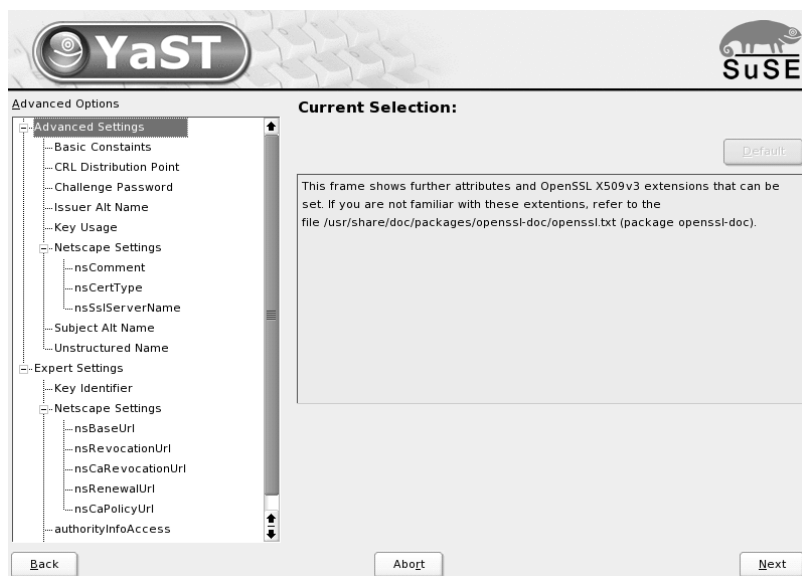 YaST
SuSE
Advanced Options
Advanced Settings
Basic Constaints
CRL Distribution Point
Challenge Password
Issuer Alt Name
Key Usage
Netscape Settings
nsComment
nsCertType
nsSslServerName
Subject Alt Name
Unstructured Name
Expert Settings
Key Identifier
Netscape Settings
nsBaseUrl
nsRevocationUrl
nsCaRevocationUrl
nsRenewalUrl
nsCaPolicyUrl
authorityInfoAccess
Current Selection:
Default
This frame shows further attributes and OpenSSL X509v3 extensions that can be
set. If you are not familiar with these extentions, refer to the
file /usr/share/doc/packages/openssl-doc/openssl.txt (package openssl-doc).
Back
Abort
Next